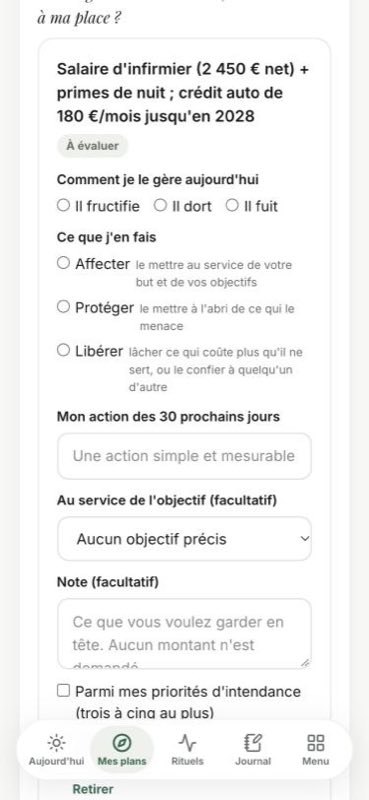 à ma place ?
Salaire d'infirmier (2 450 € net) +
primes de nuit ; crédit auto de
180 €/mois jusqu'en 2028
À évaluer
Comment je le gère aujourd'hui
Il fructifie Il dort Il fuit
Ce que j'en fais
Affecter le mettre au service de votre
but et de vos objectifs
Protéger le mettre à l'abri de ce qui le
menace
Libérer lâcher ce qui coûte plus qu'il ne
sert, ou le confier à quelqu'un
d'autre
Mon action des 30 prochains jours
Une action simple et mesurable
Au service de l'objectif (facultatif)
Aucun objectif précis
Note (facultatif)
Ce que vous voulez garder en
tête. Aucun montant n'est
demandé
Parmi mes priorités d'intendance
(trois à cinq au plus)
Aujourd'hui Mes plans Rituels Journal Menu
Retirer